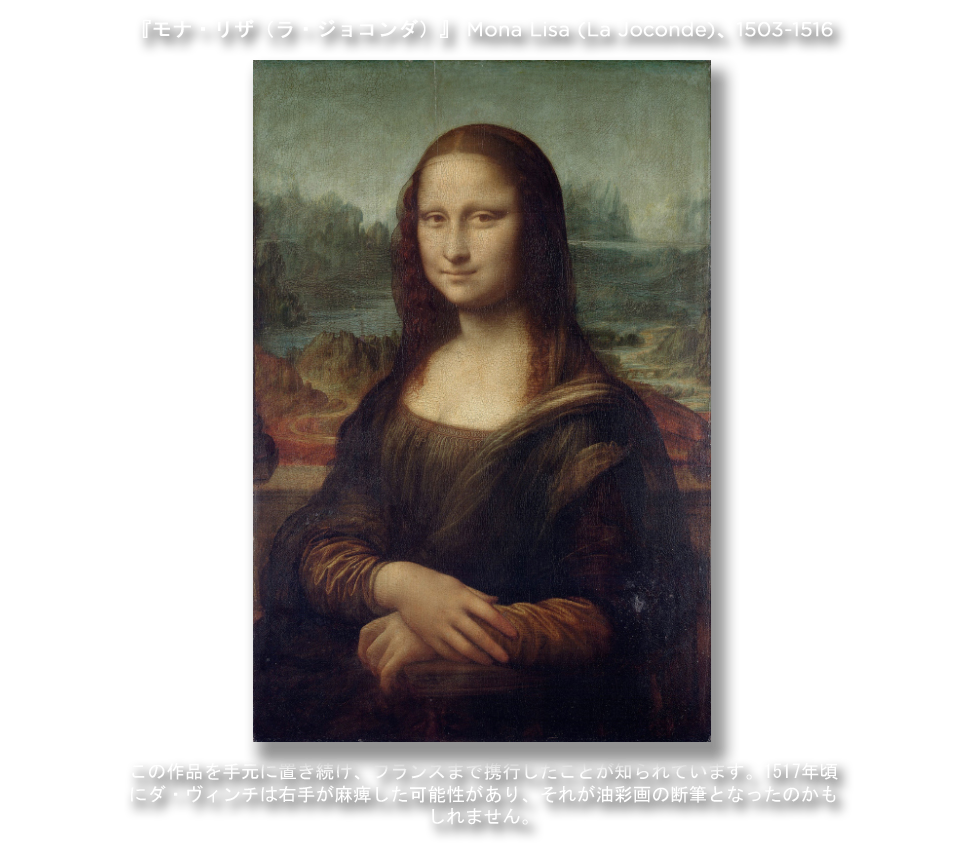 『モナ・リザ（ラ・ジョコンダ）』 Mona Lisa (La Joconde)、1503-1516
この作品を手元に置き続け、フランスまで携行したことが知られています。1517年頃
にダ・ヴィンチは右手が麻痺した可能性があり、それが油彩画の断筆となったのかも
しれません。